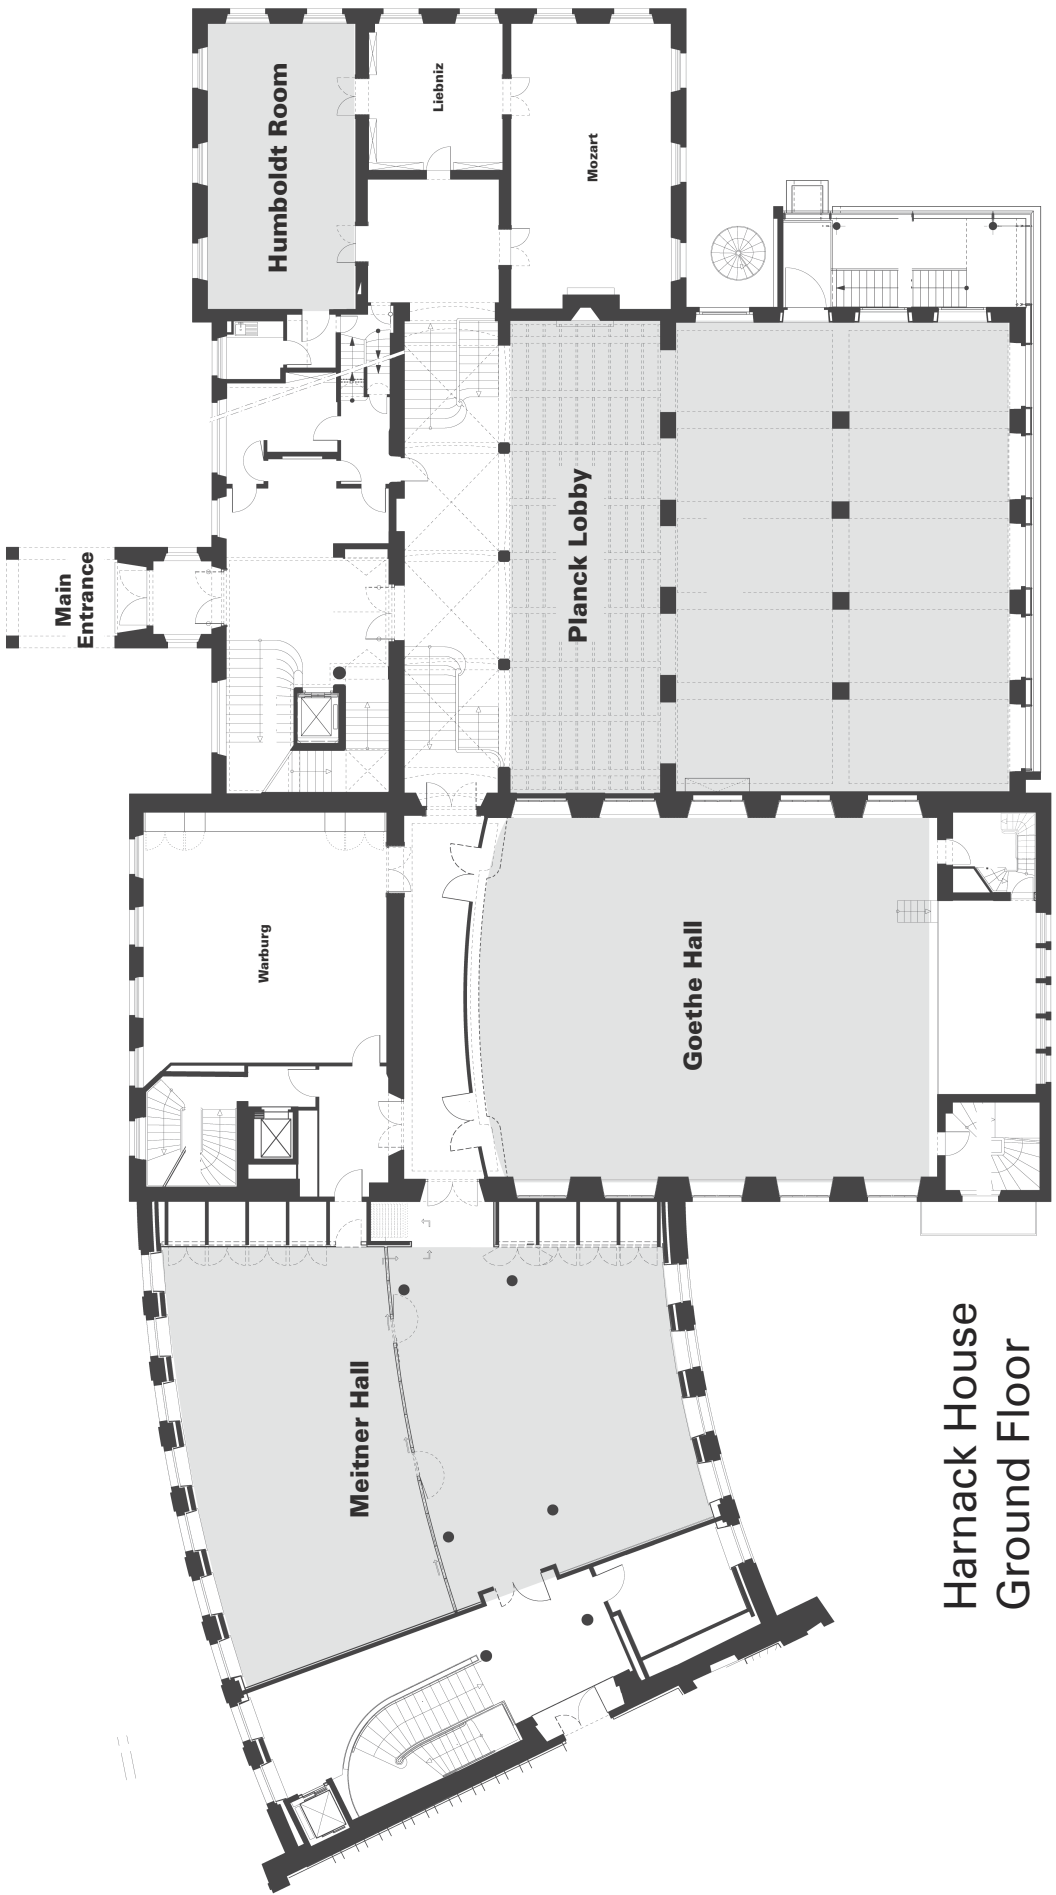 Humboldt Room
Liebniz
Mozart
Main
Entrance
Planck Lobby
Warburg
Goethe Hall
Meitner Hall
Harnack House
Ground Floor